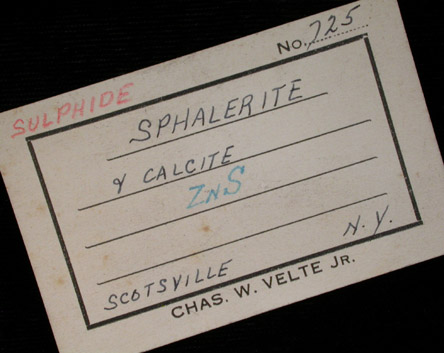 No. 725
SULPHIDE
SPHALERITE
& CALCITE
ZNS
SCOTSVILLE N.Y.
CHAS. W. VELTE JR.